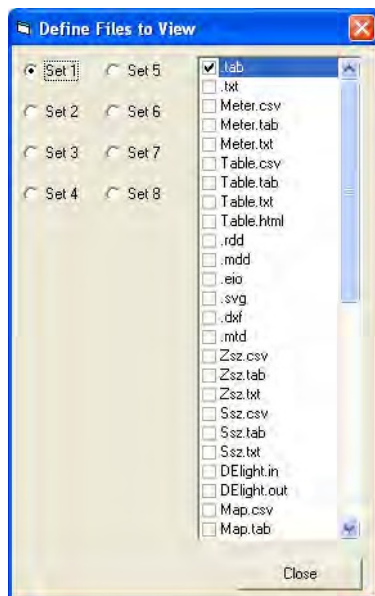 Define Files to View
Set 1 Set 5
Set 2 Set 6
Set 3 Set 7
Set 4 Set 8
.tab
.txt
Meter.csv
Meter.tab
Meter.txt
Table.csv
Table.tab
Table.txt
Table.html
.rdd
.mdd
.eio
.svg
.dxf
.mtd
Zsz.csv
Zsz.tab
Zsz.txt
Ssz.csv
Ssz.tab
Ssz.txt
DElight.in
DElight.out
Map.csv
Map.tab
Close